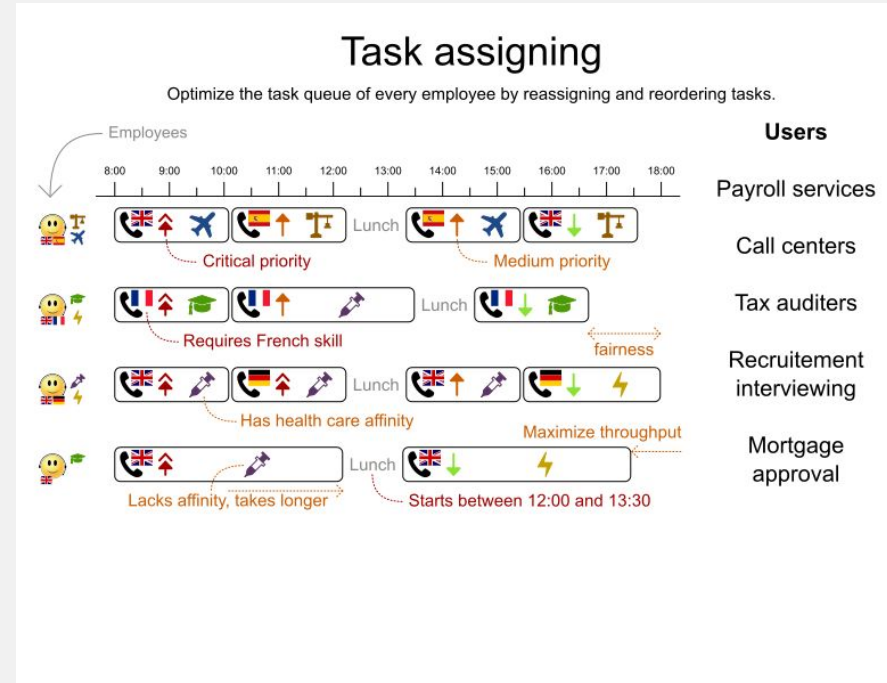 Task assigning
Optimize the task queue of every employee by reassigning and reordering tasks.
Employees
Users
8:00 9:00 10:00 11:00 12:00 13:00 14:00 15:00 16:00 17:00 18:00
Payroll services
Lunch
Critical priority
Medium priority
Call centers
Lunch
Tax auditers
Requires French skill
fairness
Recruitement
interviewing
Lunch
Has health care affinity
Maximize throughput
Mortgage
approval
Lunch
Lacks affinity, takes longer
Starts between 12:00 and 13:30